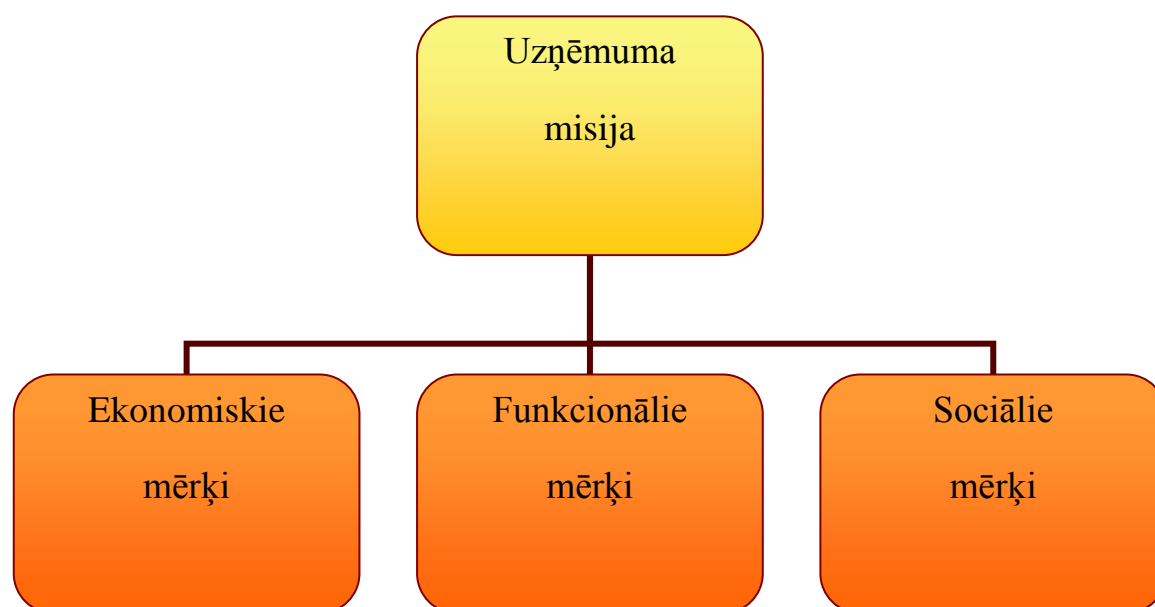 Uzņēmuma
misija
Ekonomiskie
mērķi
Funkcionālie
mērķi
Sociālie
mērķi